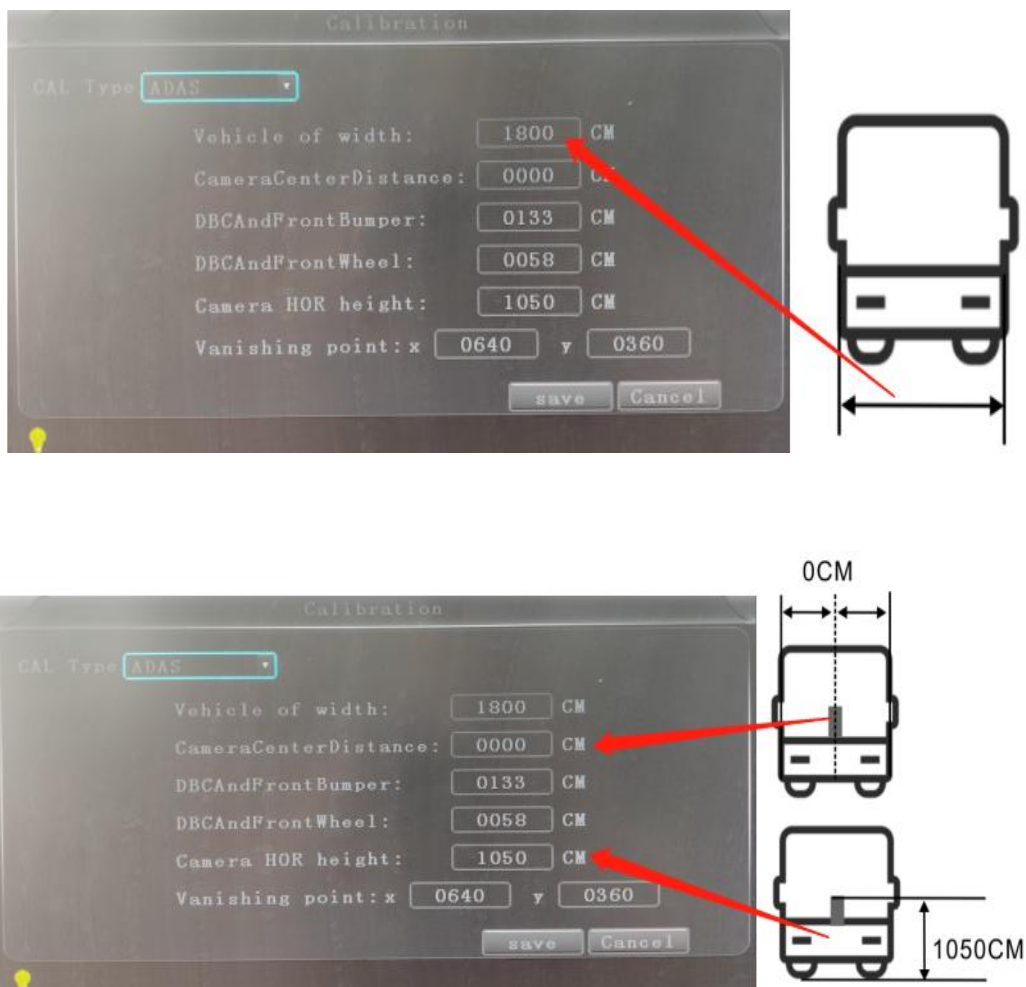 Calibration
CAL Type ADAS
Vehicle of width: 1800 CM
CameraCenterDistance: 0000 CM
DBCAndFrontBumper: 0133 CM
DBCAndFrontWheel: 0058 CM
Camera HOR height: 1050 CM
Vanishing point:x 0640 y 0360
save Cancel
0CM
Calibration
CAL Type ADAS
Vehicle of width: 1800 CM
CameraCenterDistance: 0000 CM
DBCAndFrontBumper: 0133 CM
DBCAndFrontWheel: 0058 CM
Camera HOR height: 1050 CM
Vanishing point:x 0640 y 0360
save Cancel
1050CM